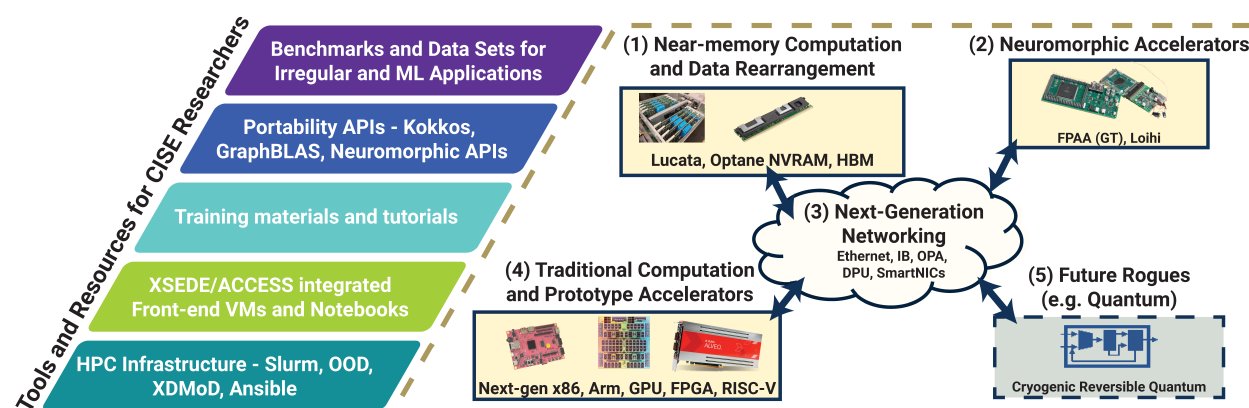 Tools and Resources for CISE Researchers
Benchmarks and Data Sets for
Irregular and ML Applications
Portability APIs - Kokkos,
GraphBLAS, Neuromorphic APIs
Training materials and tutorials
XSEDE/ACCESS integrated
Front-end VMs and Notebooks
HPC Infrastructure - Slurm, OOD,
XDMoD, Ansible
(1) Near-memory Computation
and Data Rearrangement
Lucata, Optane NVRAM, HBM
(2) Neuromorphic Accelerators
FPAA (GT), Loihi
(3) Next-Generation
Networking
Ethernet, IB, OPA,
DPU, SmartNICs
(4) Traditional Computation
and Prototype Accelerators
ALVEO
Next-gen x86, Arm, GPU, FPGA, RISC-V
(5) Future Rogues
(e.g. Quantum)
Cryogenic Reversible Quantum